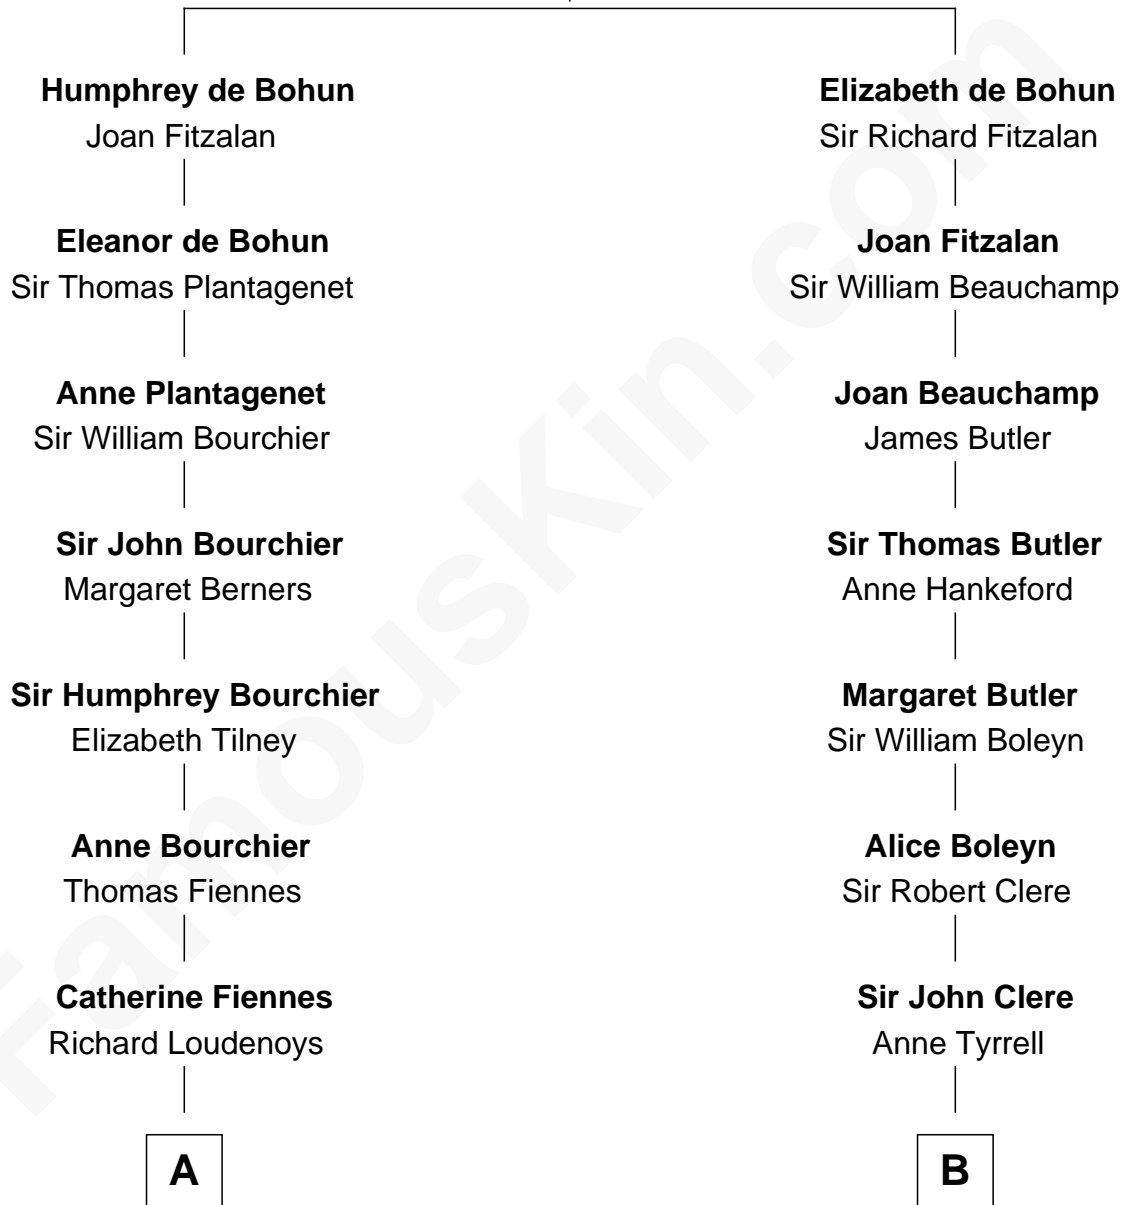 Humphrey de Bohun
Joan Fitzalan
Eleanor de Bohun
Sir Thomas Plantagenet
Anne Plantagenet
Sir William Bourchier
Sir John Bourchier
Margaret Berners
Sir Humphrey Bourchier
Elizabeth Tilney
Anne Bourchier
Thomas Fiennes
Catherine Fiennes
Richard Loudenoys
A
Elizabeth de Bohun
Sir Richard Fitzalan
Joan Fitzalan
Sir William Beauchamp
Joan Beauchamp
James Butler
Sir Thomas Butler
Anne Hankeford
Margaret Butler
Sir William Boleyn
Alice Boleyn
Sir Robert Clere
Sir John Clere
Anne Tyrrell
B
FamousKin.com